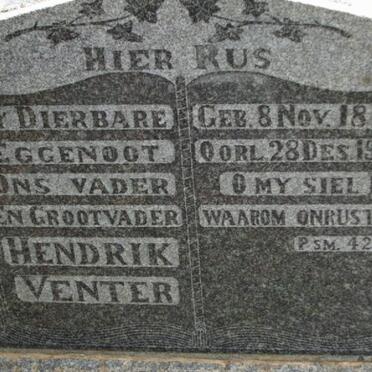 HIER RUS
DIERBARE
EGGENOOT
ONS VADER
EN GROOTVADER
HENDRIK
VENTER
GEB. 8 NOV. 18
OORL. 28 DES. 19
O MY SIEL
WAAROM ONRUST
PSM. 42